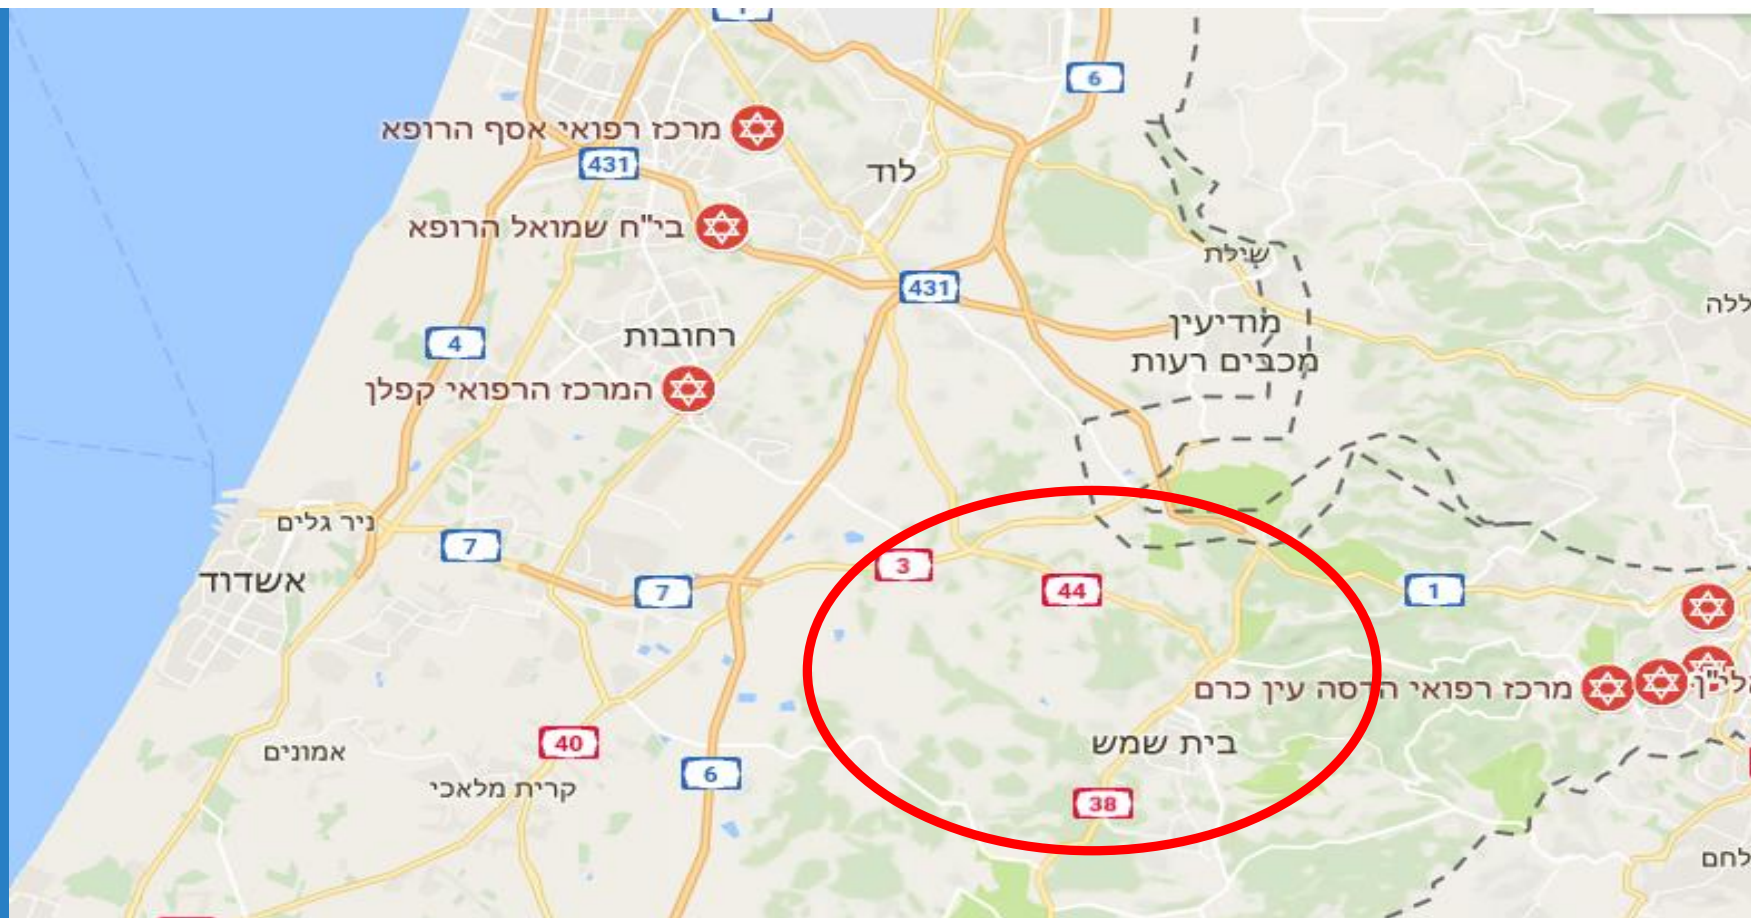 6
מרכז רפואי אסף הרופא
431
לוד
בי"ח שמואל הרופא
שילת
431
ללה
מודיעין
מכבים רעות
רחובות
4
המרכז הרפואי קפלן
ניר גלים
7
3
אשדוד
7
44
1
מרכז רפואי הדסה עין כרם
בית שמש
40
אמונים
6
קרית מלאכי
38
לחם